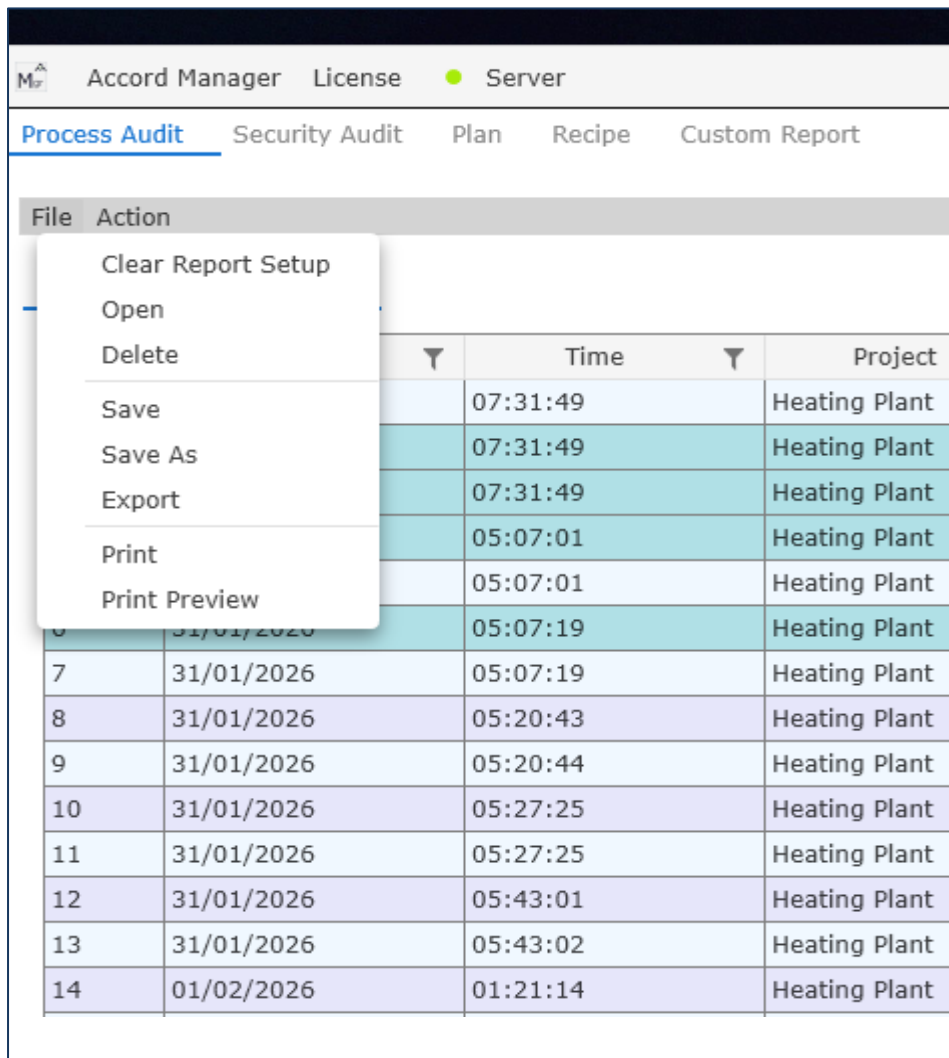 Accord Manager License Server
Process Audit Security Audit Plan Recipe Custom Report
File Action
Clear Report Setup
Open
Delete
Save
Save As
Export
Print
Print Preview
Time Project
07:31:49 Heating Plant
07:31:49 Heating Plant
07:31:49 Heating Plant
05:07:01 Heating Plant
05:07:01 Heating Plant
6 31/01/2026 05:07:19 Heating Plant
7 31/01/2026 05:07:19 Heating Plant
8 31/01/2026 05:20:43 Heating Plant
9 31/01/2026 05:20:44 Heating Plant
10 31/01/2026 05:27:25 Heating Plant
11 31/01/2026 05:27:25 Heating Plant
12 31/01/2026 05:43:01 Heating Plant
13 31/01/2026 05:43:02 Heating Plant
14 01/02/2026 01:21:14 Heating Plant